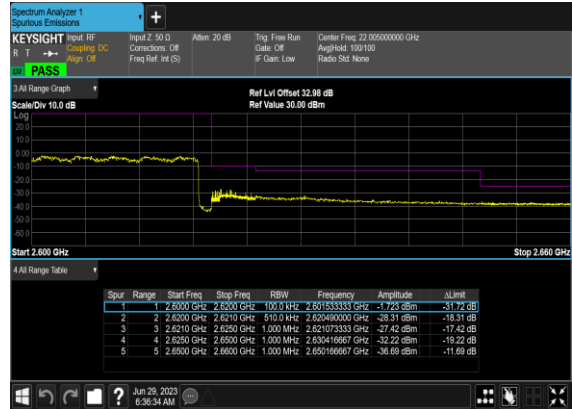 Spectrum Analyzer 1
Spurious Emissions
+
KEYSIGHT Input: RF Input Z: 50 Ω Atten: 20 dB Trig: Free Run Center Freq: 22.005000000 GHz
R T Coupling: DC Corrections: Off Gate: Off Avg|Hold: 100/100
Align: Off Freq Ref: Int (S) IF Gain: Low Radio Std: None
PASS
3 All Range Graph
Ref Lvl Offset 32.98 dB
Scale/Div 10.0 dB Ref Value 30.00 dBm
Log
20.0
10.0
0.00
-10.0
-20.0
-30.0
-40.0
-50.0
-60.0
Start 2.600 GHz Stop 2.660 GHz
4 All Range Table
Spur Range Start Freq Stop Freq RBW Frequency Amplitude ΔLimit
1 1 2.6000 GHz 2.6200 GHz 100.0 kHz 2.601533333 GHz -1.723 dBm -31.72 dB
2 2 2.6200 GHz 2.6210 GHz 510.0 kHz 2.620490000 GHz -28.31 dBm -18.31 dB
3 3 2.6210 GHz 2.6250 GHz 1.000 MHz 2.621073333 GHz -27.42 dBm -17.42 dB
4 4 2.6250 GHz 2.6500 GHz 1.000 MHz 2.630416667 GHz -32.22 dBm -19.22 dB
5 5 2.6500 GHz 2.6600 GHz 1.000 MHz 2.650166667 GHz -36.69 dBm -11.69 dB
? Jun 29, 2023
6:36:34 AM